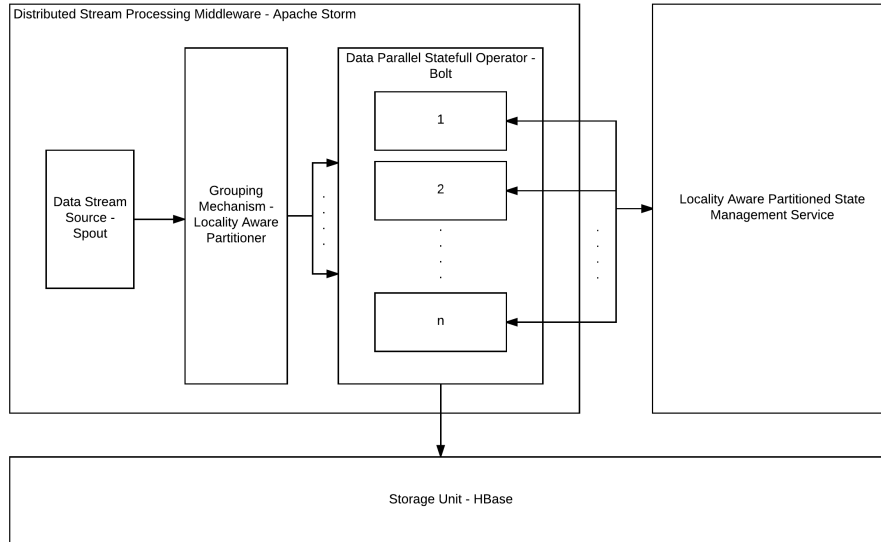 Distributed Stream Processing Middleware - Apache Storm
Data Stream
Source -
Spout
Grouping
Mechanism -
Locality Aware
Partitioner
Data Parallel Statefull Operator -
Bolt
1
2
n
Locality Aware Partitioned State
Management Service
Storage Unit - HBase